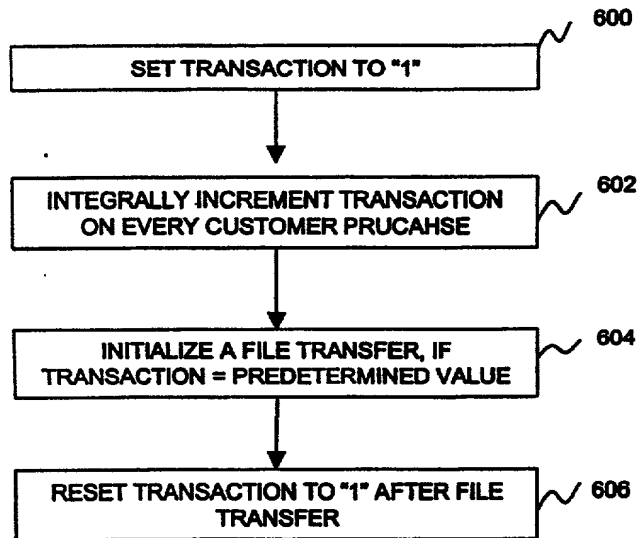 600
SET TRANSACTION TO "1"
602
INTEGRALLY INCREMENT TRANSACTION
ON EVERY CUSTOMER PRUCAHSE
604
INITIALIZE A FILE TRANSFER, IF
TRANSACTION = PREDETERMINED VALUE
RESET TRANSACTION TO "1" AFTER FILE
TRANSFER
606